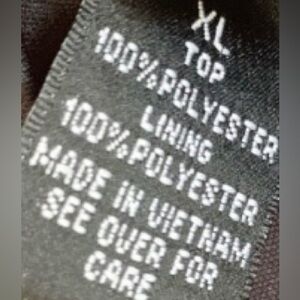 XL
TOP
100% POLYESTER
LINING
100% POLYESTER
MADE IN VIETNAM
SEE OVER FOR
CARE